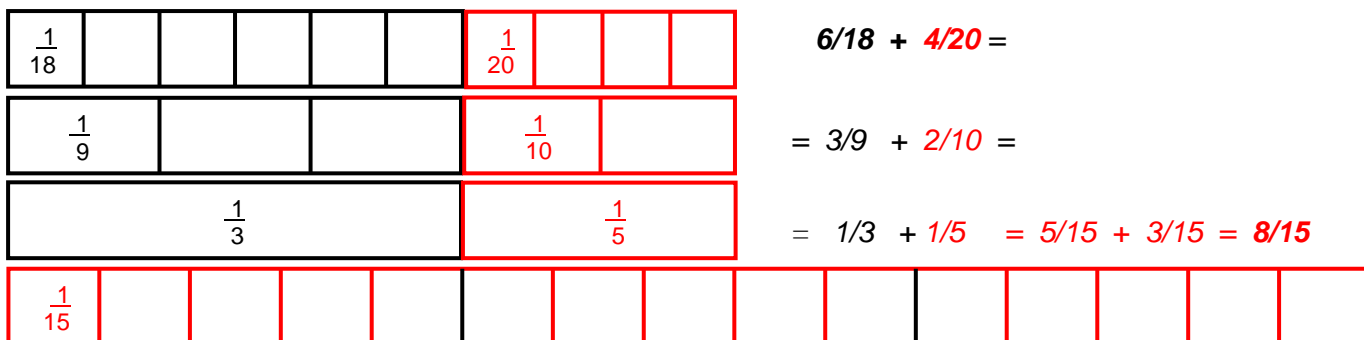 1/18 1/20 6/18 + 4/20 =
1/9 1/10 = 3/9 + 2/10 =
1/3 1/5 = 1/3 + 1/5 = 5/15 + 3/15 = 8/15
1/15